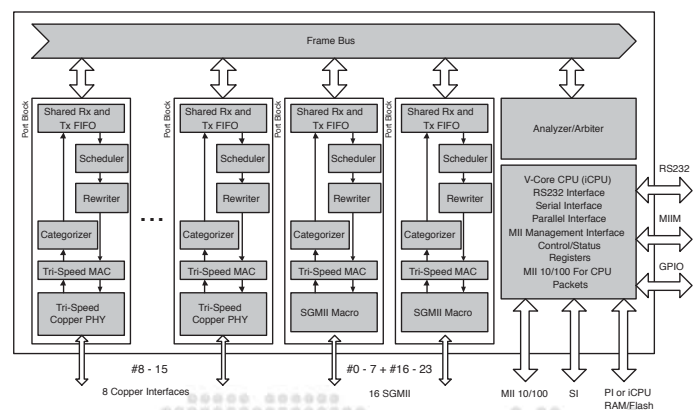 Frame Bus
Port Block
Shared Rx and
Tx FIFO
Scheduler
Rewriter
Categorizer
Tri-Speed MAC
Tri-Speed
Copper PHY
...
Port Block
Shared Rx and
Tx FIFO
Scheduler
Rewriter
Categorizer
Tri-Speed MAC
Tri-Speed
Copper PHY
Port Block
Shared Rx and
Tx FIFO
Scheduler
Rewriter
Categorizer
Tri-Speed MAC
SGMII Macro
Port Block
Shared Rx and
Tx FIFO
Scheduler
Rewriter
Categorizer
Tri-Speed MAC
SGMII Macro
Analyzer/Arbiter
V-Core CPU (iCPU)
RS232 Interface
Serial Interface
Parallel Interface
MII Management Interface
Control/Status
Registers
MII 10/100 For CPU
Packets
RS232
MIIM
GPIO
#8 - 15
#0 - 7 + #16 - 23
8 Copper Interfaces
16 SGMII
MII 10/100
SI
PI or iCPU
RAM/Flash